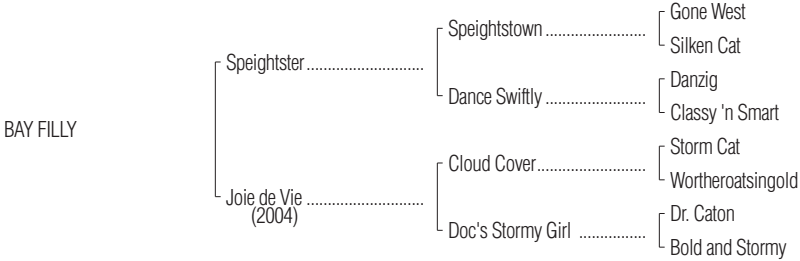 Gone West
Speightstown ........................
Silken Cat
Speightster ............................
Danzig
Dance Swiftly ........................
Classy 'n Smart
BAY FILLY
Storm Cat
Cloud Cover..........................
Wortheroatsingold
Joie de Vie ............................
(2004)
Dr. Caton
Doc's Stormy Girl ................
Bold and Stormy